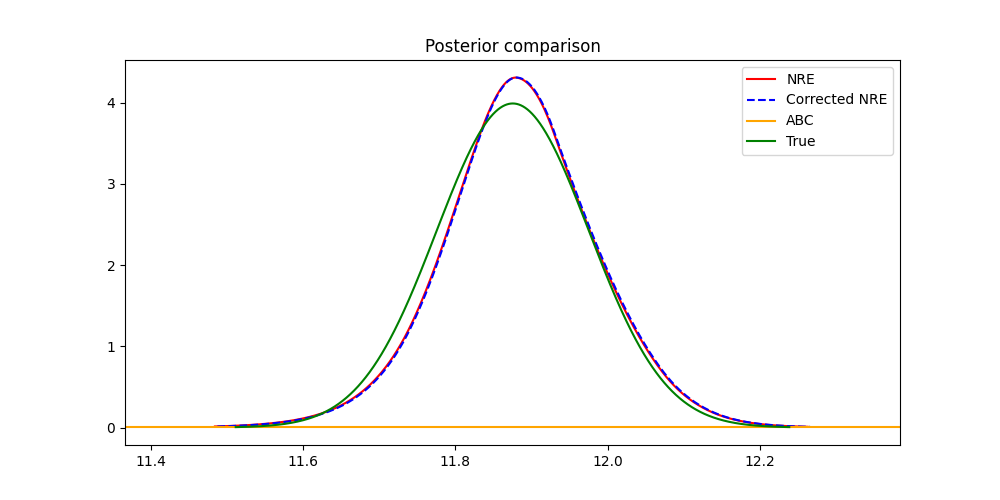 Posterior comparison
NRE
Corrected NRE
ABC
True
4
3
2
1
0
11.4 11.6 11.8 12.0 12.2